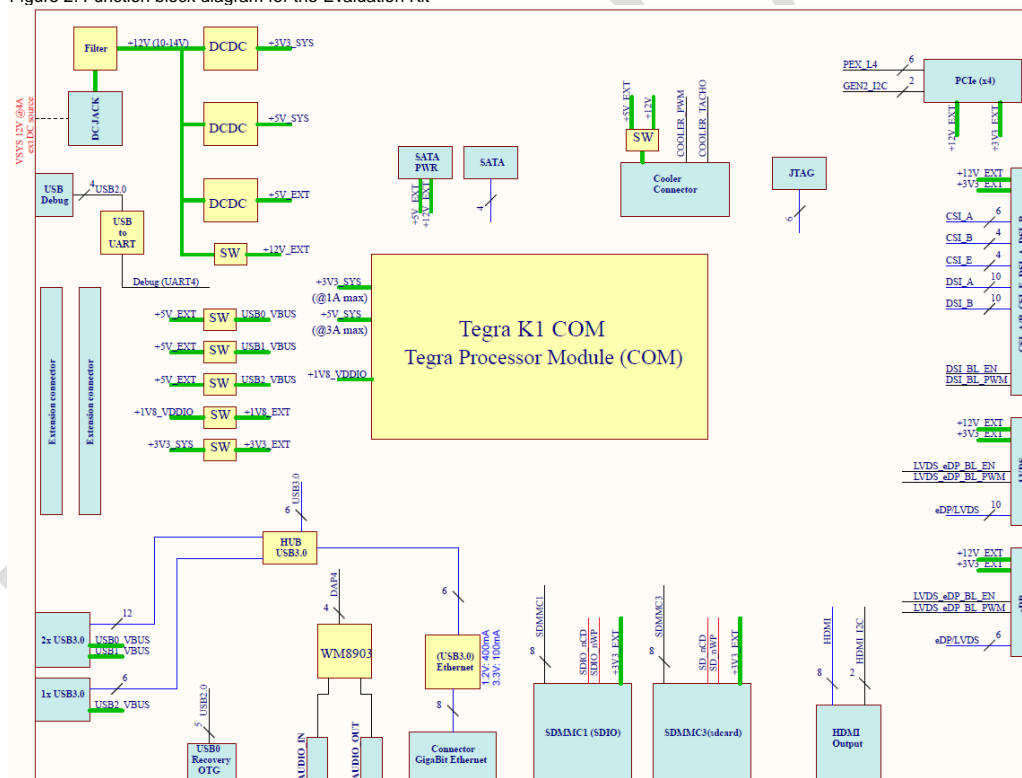 Figure 2: Function block diagram for the Evaluation Kit
Filter
+12V (10-14V)
DCDC
+3V3_SYS
DC JACK
VSYS 12V @4A
ext DC source
DCDC
+5V_SYS
DCDC
+5V_EXT
SW
+12V_EXT
USB
Debug
4
USB2.0
USB
to
UART
Debug (UART4)
SATA
PWR
+5V_EXT
+12V_EXT
SATA
4
+5V_EXT
+12V
SW
COOLER_PWM
COOLER_TACHO
Cooler
Connector
JTAG
6
PEX_L4
6
GEN2_I2C
2
PCIe (x4)
+12V_EXT
+3V3_EXT
+12V_EXT
+3V3_EXT
CSI_A
6
CSI_B
4
CSI_E
4
DSI_A
10
DSI_B
10
DSI_BL_EN
DSI_BL_PWM
Extension connector
Extension connector
+5V_EXT
SW
USB0_VBUS
+5V_EXT
SW
USB1_VBUS
+5V_EXT
SW
USB2_VBUS
+1V8_VDDIO
SW
+1V8_EXT
+3V3_SYS
SW
+3V3_EXT
+3V3_SYS
(@1A max)
+5V_SYS
(@3A max)
+1V8_VDDIO
Tegra K1 COM
Tegra Processor Module (COM)
+12V_EXT
+3V3_EXT
LVDS_eDP_BL_EN
LVDS_eDP_BL_PWM
eDP/LVDS
10
LVDS
+12V_EXT
+3V3_EXT
LVDS_eDP_BL_EN
LVDS_eDP_BL_PWM
eDP/LVDS
6
eDP
6
USB3.0
HUB
USB3.0
2x USB3.0
12
USB0_VBUS
USB1_VBUS
1x USB3.0
6
USB2_VBUS
5
USB2.0
USB0
Recovery
OTG
DAP4
4
WM8903
AUDIO_IN
AUDIO_OUT
6
(USB3.0)
Ethernet
1.2V: 400mA
3.3V: 100mA
8
Connector
GigaBit Ethernet
SDMMC1
8
SDIO_nCD
SDIO_nWP
+3V3_EXT
SDMMC1 (SDIO)
SDMMC3
8
SD_nCD
SD_nWP
+3V3_EXT
SDMMC3(sdcard)
HDMI
8
HDMI_I2C
2
HDMI
Output